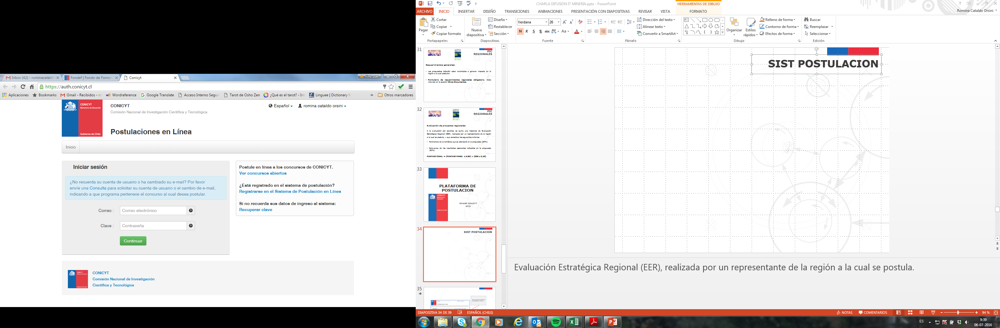 Inbox (42) - rominacatald
Fondef | Fondo de Fomen
Conicyt
First user
https://auth.conicyt.cl
Aplicaciones
Bookmarks
Gmail - Recibidos - ro
Wordreference
Google Translate
Acceso Interno Segui
Tarot de Osho Zen
¿Qué es el tarot? - Int
Linguee | Dictionary f
»
Otros marcadores
CONICYT
Ministerio de Educación
Gobierno de Chile
CONICYT
Comisión Nacional de Investigación Científica y Tecnológica
Español
romina cataldo orsini
Postulaciones en Línea
Inicio
Iniciar sesión
¿No recuerda su cuenta de usuario o ha cambiado su e-mail? Por favor
envíe una Consulta para solicitar su cuenta de usuario o el cambio de e-mail,
indicando a que programa pertenece el concurso al cual desea postular.
Correo :
Correo electrónico
Clave :
Contraseña
Continuar
Postule en línea a los concursos de CONICYT.
Ver concursos abiertos
¿Está registrado en el sistema de postulación?
Registrarse en el Sistema de Postulación en Línea
Si no recuerda sus datos de ingreso al sistema:
Recuperar clave
CONICYT
Comisión Nacional de Investigación
Científica y Tecnológica
CHARLA DIFUSION IT MINERIA.pptx - PowerPoint
HERRAMIENTAS DE DIBUJO
ARCHIVO
INICIO
INSERTAR
DISEÑO
TRANSICIONES
ANIMACIONES
PRESENTACIÓN CON DIAPOSITIVAS
REVISAR
VISTA
FORMATO
Romina Cataldo Orsini
Pegar
Cortar
Copiar
Copiar formato
Portapapeles
Nueva
diapositiva
Diseño
Restablecer
Sección
Diapositivas
Verdana
26
N K S S abc AV Aa A
Fuente
Dirección del texto
Alinear texto
Convertir a SmartArt
Párrafo
Organizar
Estilos
rápidos
Relleno de forma
Contorno de forma
Efectos de forma
Dibujo
Buscar
Reemplazar
Seleccionar
Edición
31
FIC
REGIONALES
Requerimientos generales:
• Las propuestas deberán estar orientadas a generar impacto en la
región a la cual postulan.
• Formulario de requerimientos regionales obligatorio. Debe
incluirse en la sección Otros Documentos.
32
FIC
REGIONALES
Evaluación de proyectos regionales
A la evaluación por paneles, se suma una instancia de Evaluación
Estratégica Regional (EER), realizada por un representante de la región
a la cual se postula, y que considera los siguientes criterios
• Pertinencia de la temática que se abordará en la propuesta (50%).
• Relevancia de los resultados esperados indicados en la propuesta
(50%)
PUNTAJE FINAL: = (PUNTAJE PANEL x 0,80) + (EER x 0,20)
33
PLATAFORMA DE
POSTULACION
CONICYT
FONDEF CONICYT
2016
34
SIST POSTULACION
35
Postulaciones en Línea
SIST POSTULACION
Evaluación Estratégica Regional (EER), realizada por un representante de la región a la cual se postula.
DIAPOSITIVA 34 DE 39
ESPAÑOL (CHILE)
NOTAS
COMENTARIOS
94 %
ES
9:39
06-07-2016